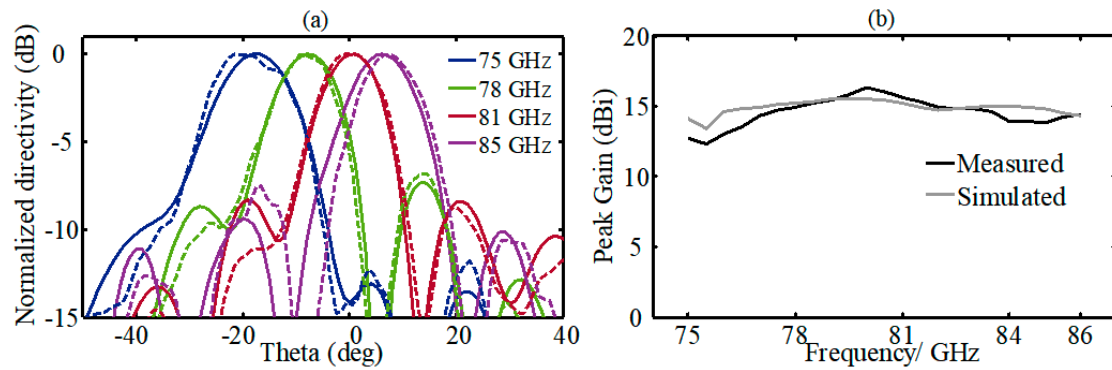 (a)
Normalized directivity (dB)
0
-5
-10
-15
-40
-20
0
20
40
Theta (deg)
75 GHz
78 GHz
81 GHz
85 GHz
(b)
Peak Gain (dBi)
20
15
10
5
0
75
78
81
84
86
Frequency/ GHz
Measured
Simulated